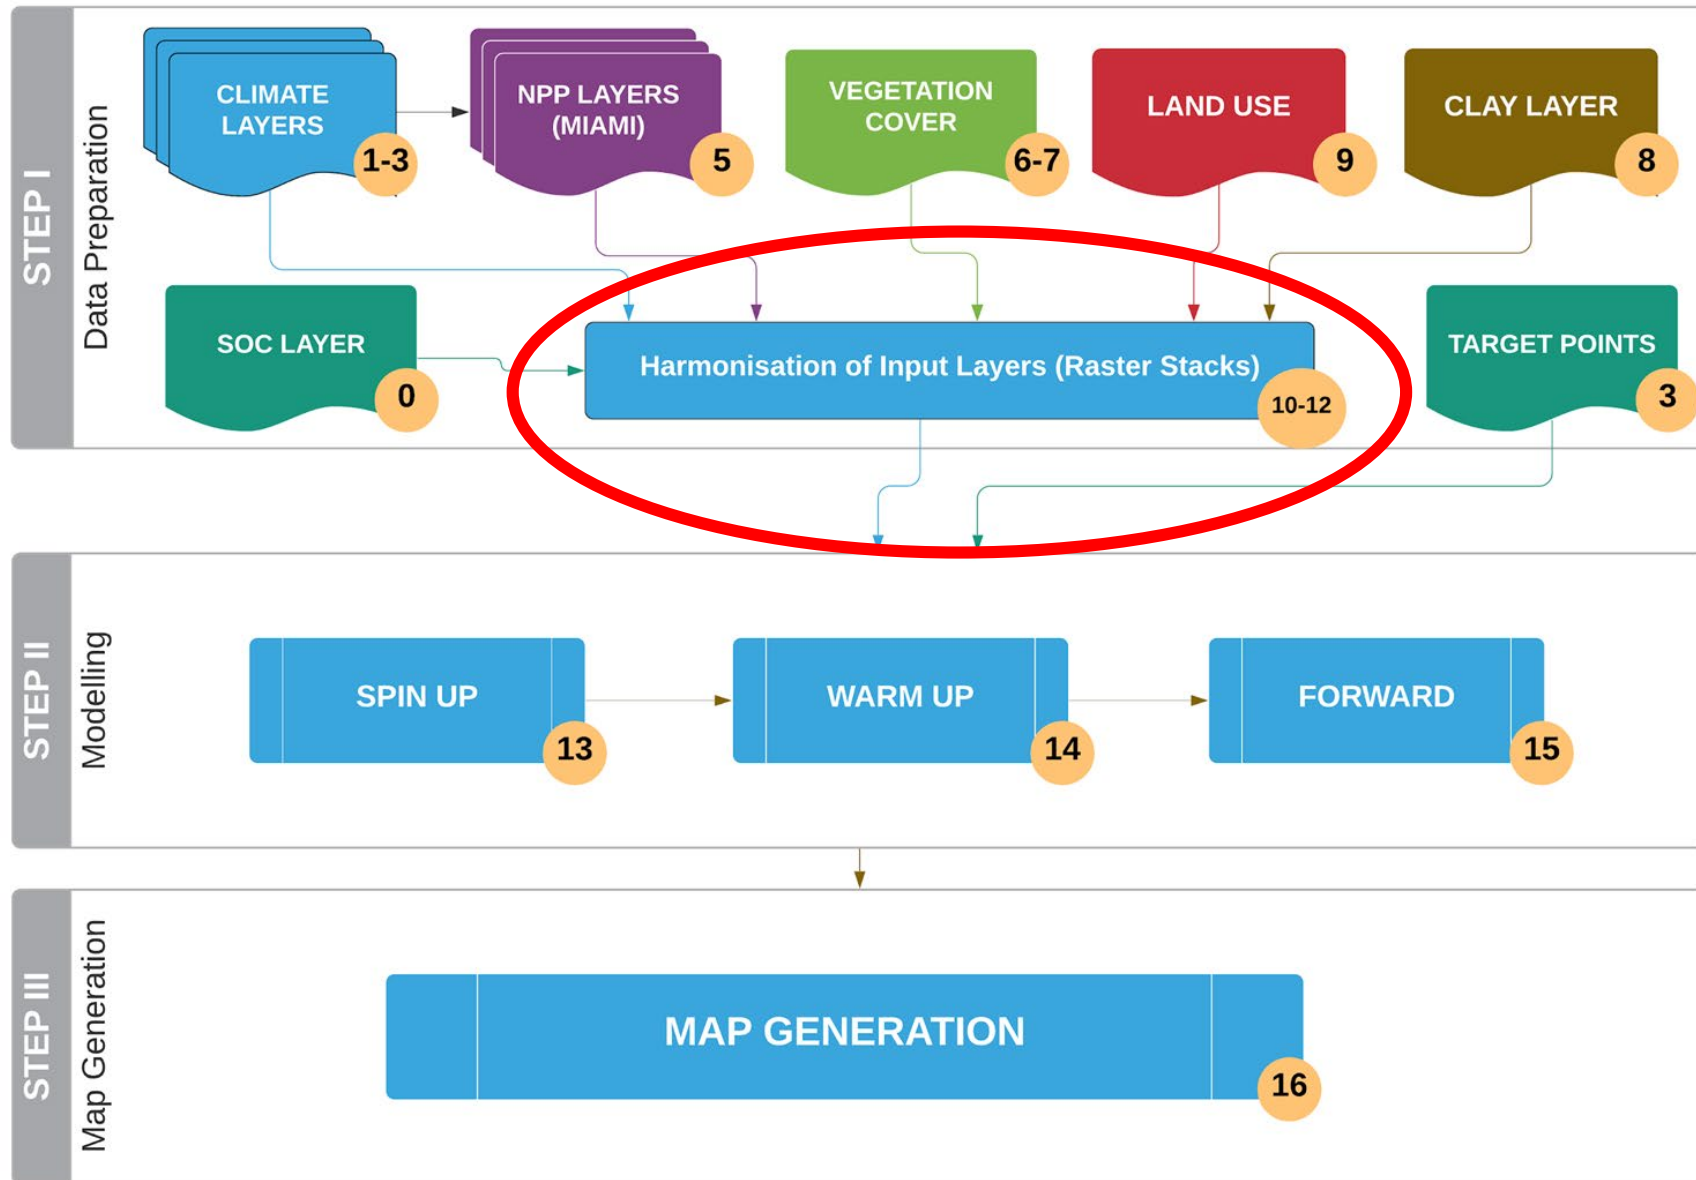 STEP I
Data Preparation
CLIMATE
LAYERS
1-3
NPP LAYERS
(MIAMI)
5
VEGETATION
COVER
6-7
LAND USE
9
CLAY LAYER
8
SOC LAYER
0
Harmonisation of Input Layers (Raster Stacks)
10-12
TARGET POINTS
3
STEP II
Modelling
SPIN UP
13
WARM UP
14
FORWARD
15
STEP III
Map Generation
MAP GENERATION
16